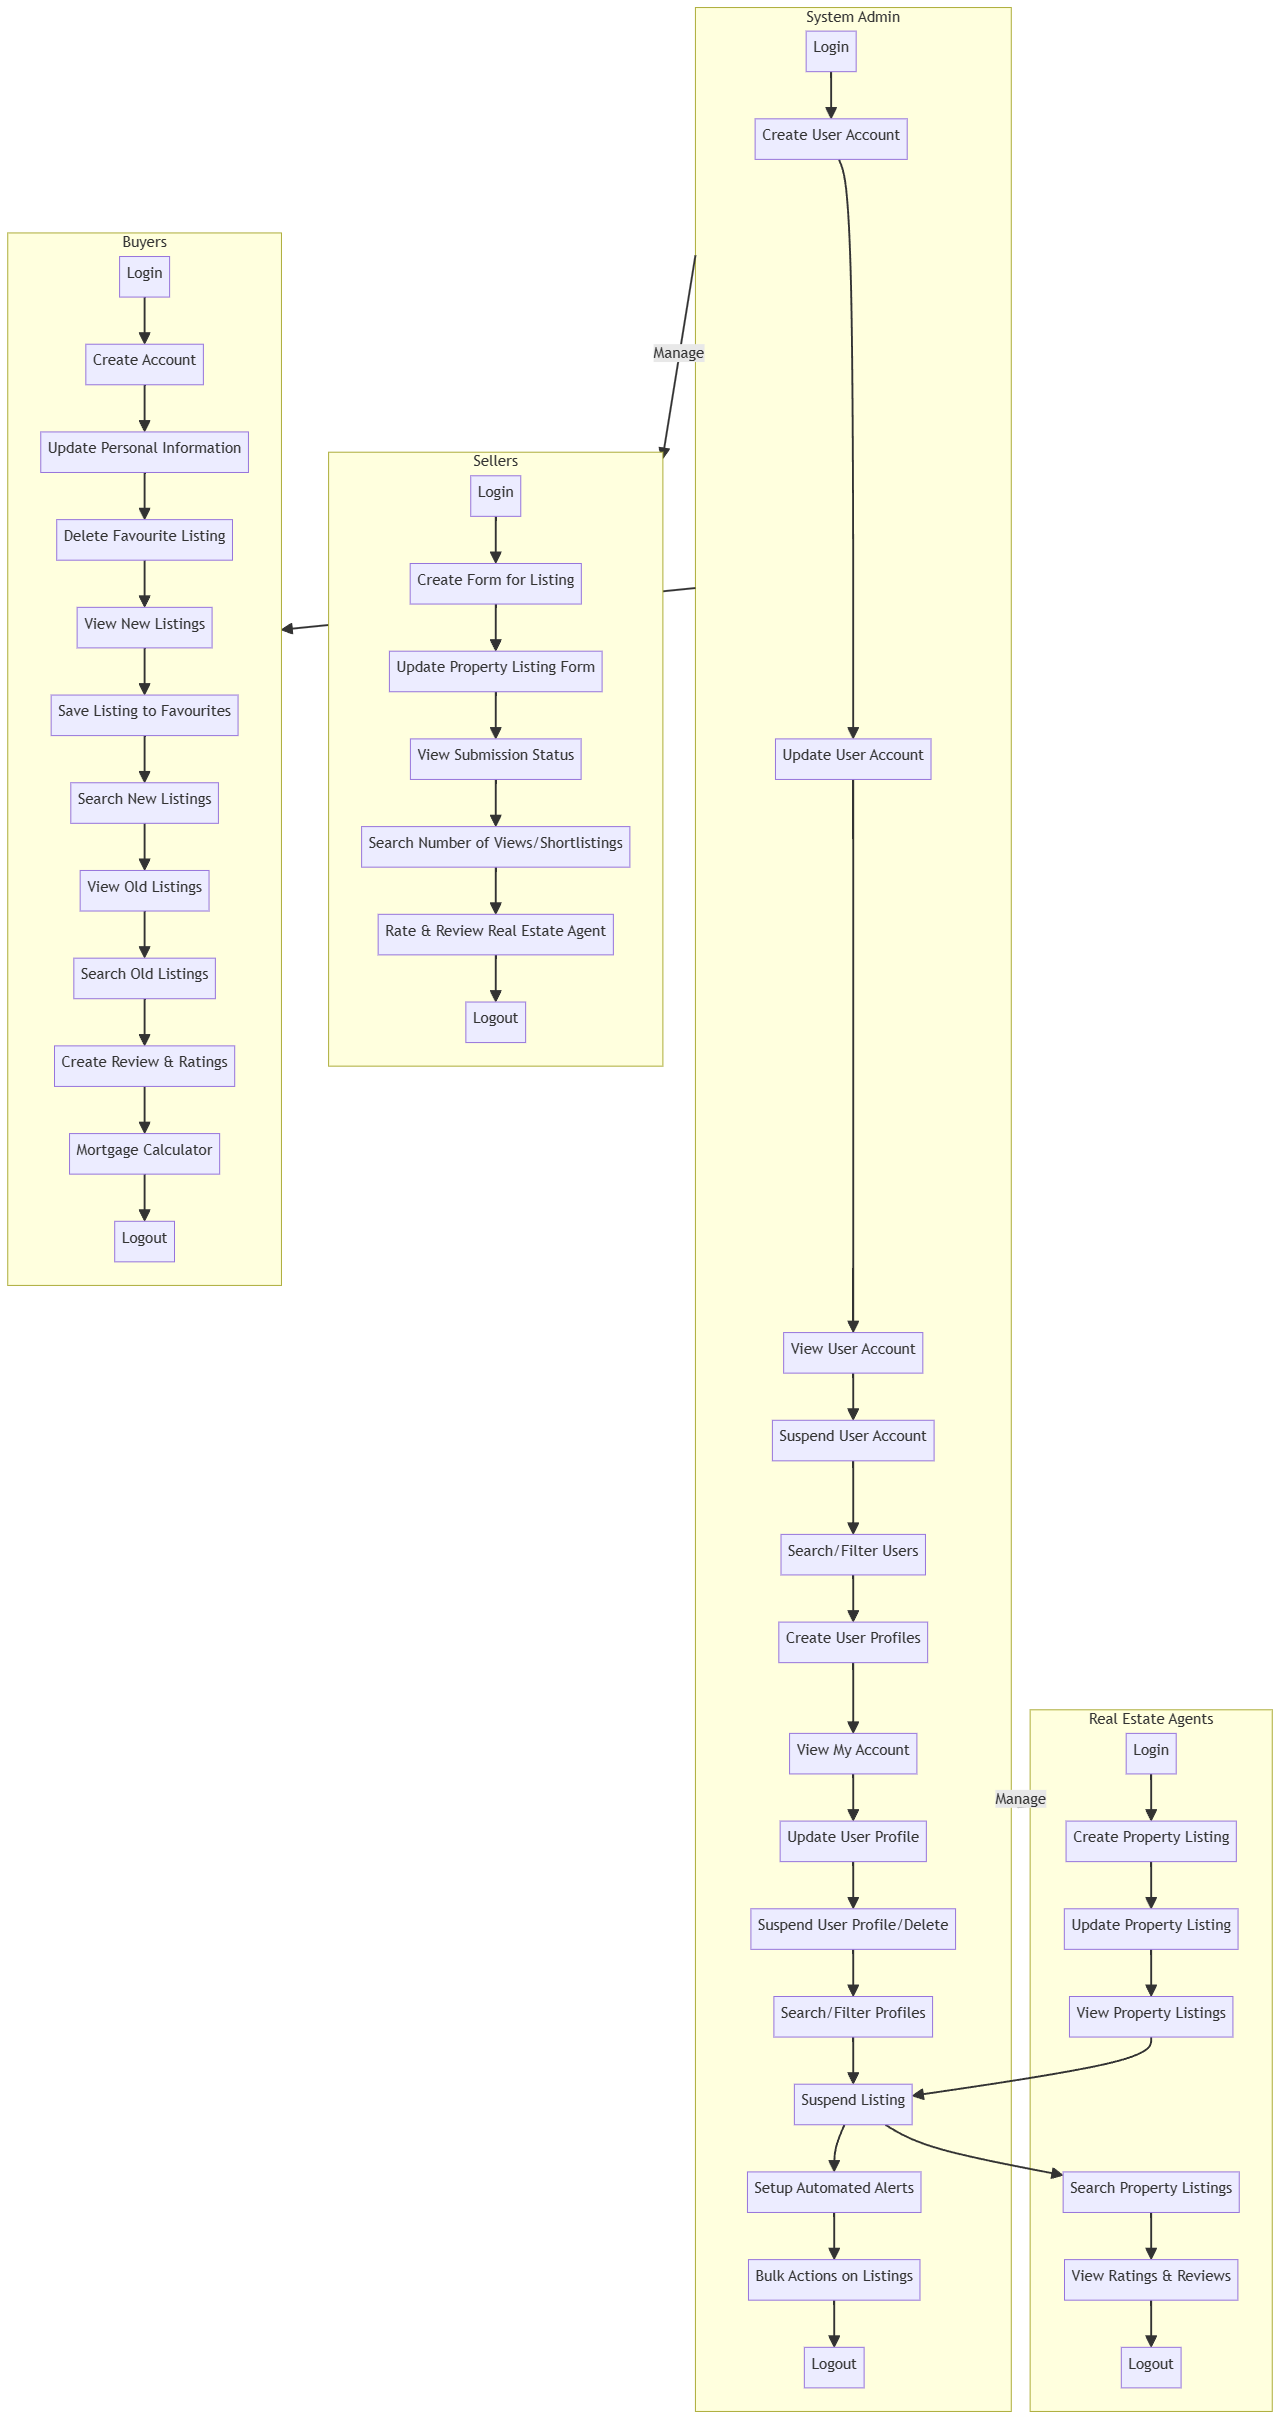 System Admin
Login
Create User Account
Manage
Update User Account
View User Account
Suspend User Account
Search/Filter Users
Create User Profiles
View My Account
Update User Profile
Suspend User Profile/Delete
Search/Filter Profiles
Suspend Listing
Setup Automated Alerts
Bulk Actions on Listings
Logout
Buyers
Login
Create Account
Update Personal Information
Delete Favourite Listing
View New Listings
Save Listing to Favourites
Search New Listings
View Old Listings
Search Old Listings
Create Review & Ratings
Mortgage Calculator
Logout
Sellers
Login
Create Form for Listing
Update Property Listing Form
View Submission Status
Search Number of Views/Shortlistings
Rate & Review Real Estate Agent
Logout
Manage
Real Estate Agents
Login
Create Property Listing
Update Property Listing
View Property Listings
Search Property Listings
View Ratings & Reviews
Logout